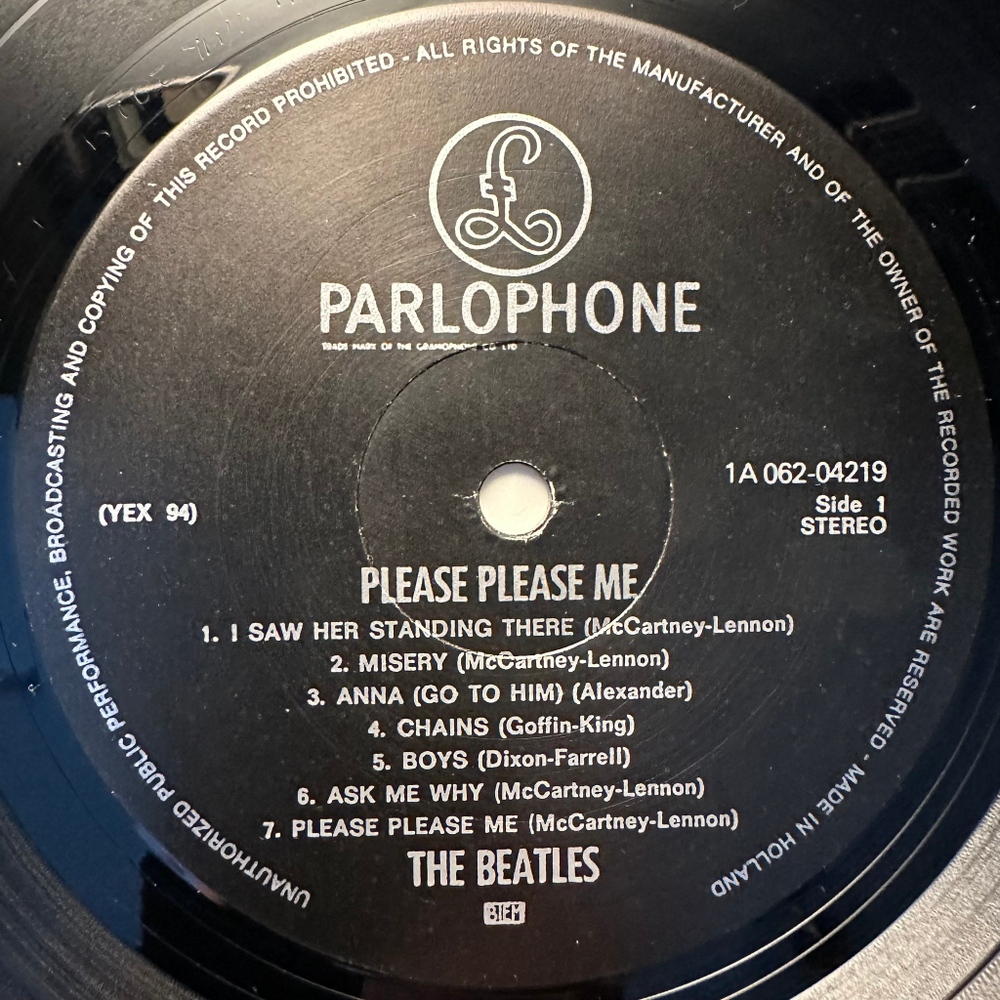 UNAUTHORIZED PUBLIC PERFORMANCE, BROADCASTING AND COPYING OF THIS RECORD PROHIBITED - ALL RIGHTS OF THE MANUFACTURER AND OF THE OWNER OF THE RECORDED WORK ARE RESERVED - MADE IN HOLLAND
£
PARLOPHONE
TRADE MARK OF THE GRAMOPHONE CO LTD
1A 062-04219
(YEX 94)
Side 1
STEREO
PLEASE PLEASE ME
1. I SAW HER STANDING THERE (McCartney-Lennon)
2. MISERY (McCartney-Lennon)
3. ANNA (GO TO HIM) (Alexander)
4. CHAINS (Goffin-King)
5. BOYS (Dixon-Farrell)
6. ASK ME WHY (McCartney-Lennon)
7. PLEASE PLEASE ME (McCartney-Lennon)
THE BEATLES
BIEM